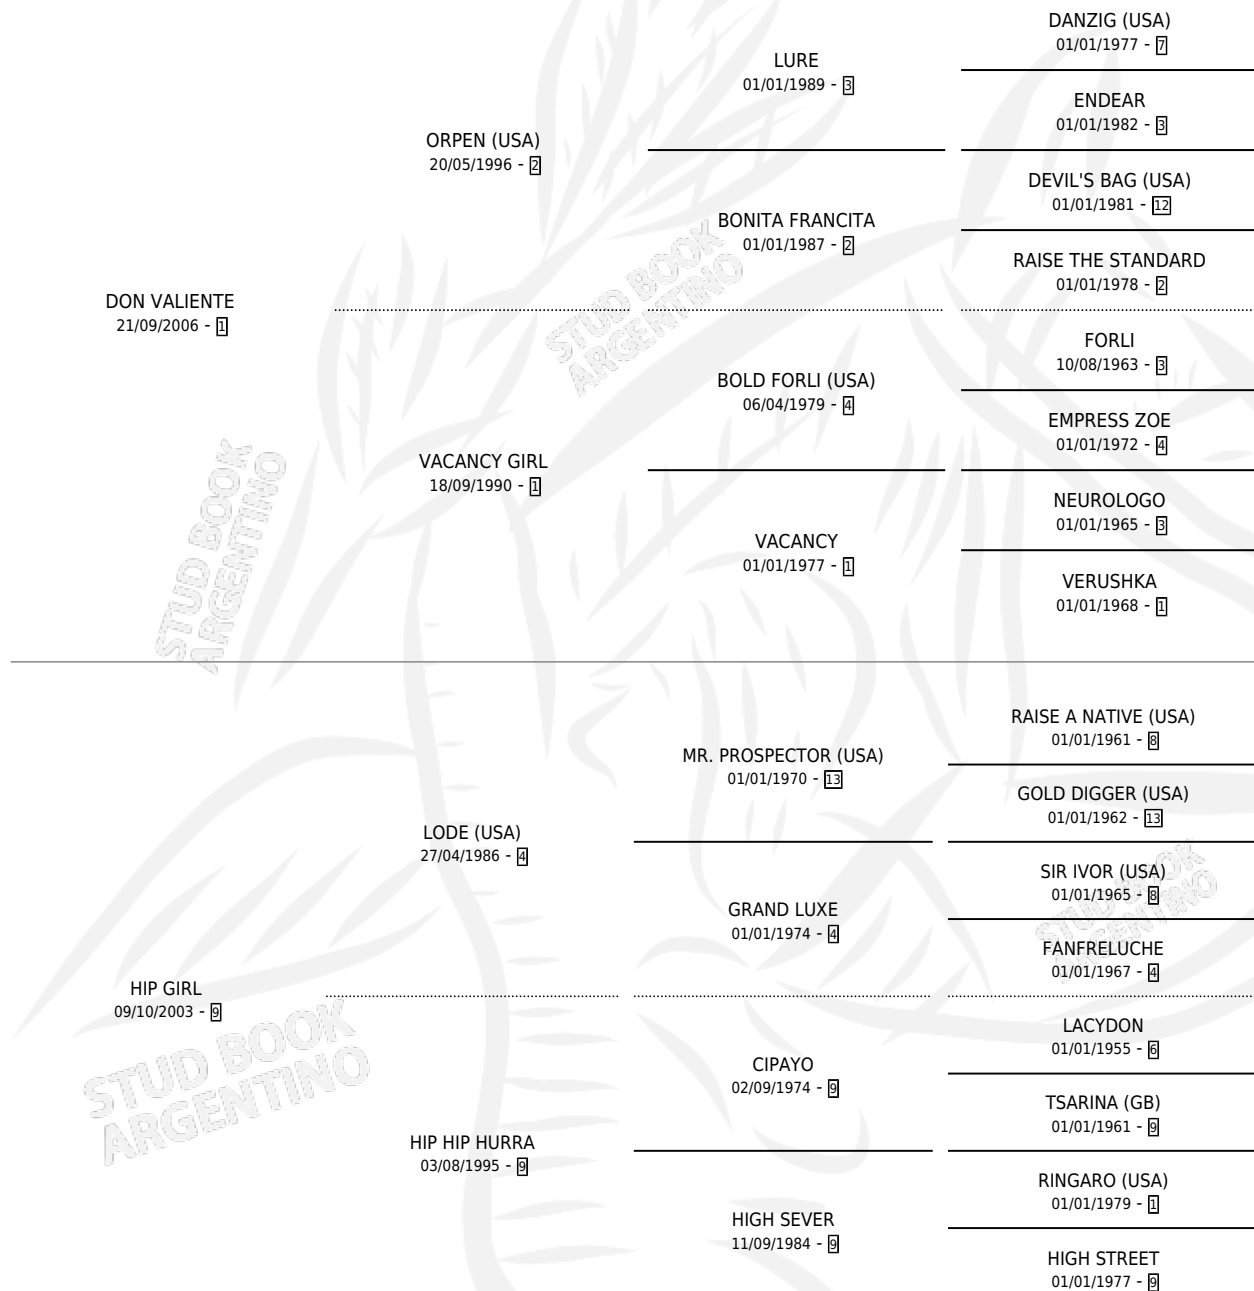 DON VALIENTE
21/09/2006 - 1
ORPEN (USA)
20/05/1996 - 2
LURE
01/01/1989 - 3
DANZIG (USA)
01/01/1977 - 7
ENDEAR
01/01/1982 - 3
BONITA FRANCITA
01/01/1987 - 2
DEVIL'S BAG (USA)
01/01/1981 - 12
RAISE THE STANDARD
01/01/1978 - 2
VACANCY GIRL
18/09/1990 - 1
BOLD FORLI (USA)
06/04/1979 - 4
FORLI
10/08/1963 - 3
EMPRESS ZOE
01/01/1972 - 4
VACANCY
01/01/1977 - 1
NEUROLOGO
01/01/1965 - 3
VERUSHKA
01/01/1968 - 1
HIP GIRL
09/10/2003 - 9
LODE (USA)
27/04/1986 - 4
MR. PROSPECTOR (USA)
01/01/1970 - 13
RAISE A NATIVE (USA)
01/01/1961 - 8
GOLD DIGGER (USA)
01/01/1962 - 13
GRAND LUXE
01/01/1974 - 4
SIR IVOR (USA)
01/01/1965 - 8
FANFRELUCHE
01/01/1967 - 4
HIP HIP HURRA
03/08/1995 - 9
CIPAYO
02/09/1974 - 9
LACYDON
01/01/1955 - 6
TSARINA (GB)
01/01/1961 - 9
HIGH SEVER
11/09/1984 - 9
RINGARO (USA)
01/01/1979 - 1
HIGH STREET
01/01/1977 - 9
STUD BOOK
ARGENTINO
STUD BOOK
ARGENTINO
STUD BOOK
ARGENTINO
STUD BOOK
ARGENTINO